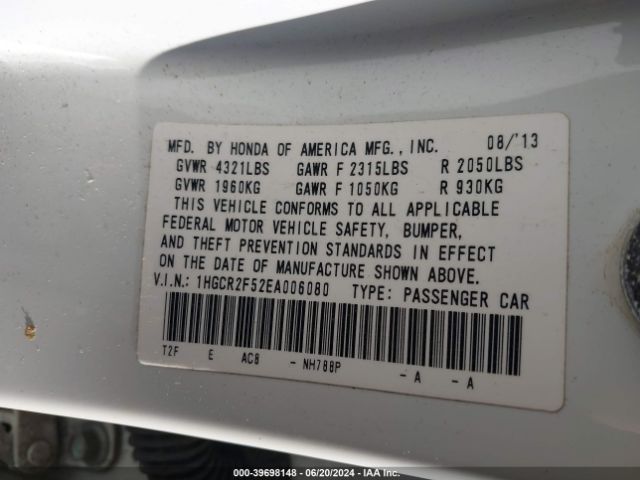 MFD. BY HONDA OF AMERICA MFG., INC. 08/'13
GVWR 4321LBS GAWR F 2315LBS R 2050LBS
GVWR 1960KG GAWR F 1050KG R 930KG
THIS VEHICLE CONFORMS TO ALL APPLICABLE
FEDERAL MOTOR VEHICLE SAFETY, BUMPER,
AND THEFT PREVENTION STANDARDS IN EFFECT
ON THE DATE OF MANUFACTURE SHOWN ABOVE.
V.I.N.: 1HGCR2F52EA006080 TYPE: PASSENGER CAR
T2F E AC8 - NH788P - A - A
000-39698148 - 06/20/2024 - IAA Inc.